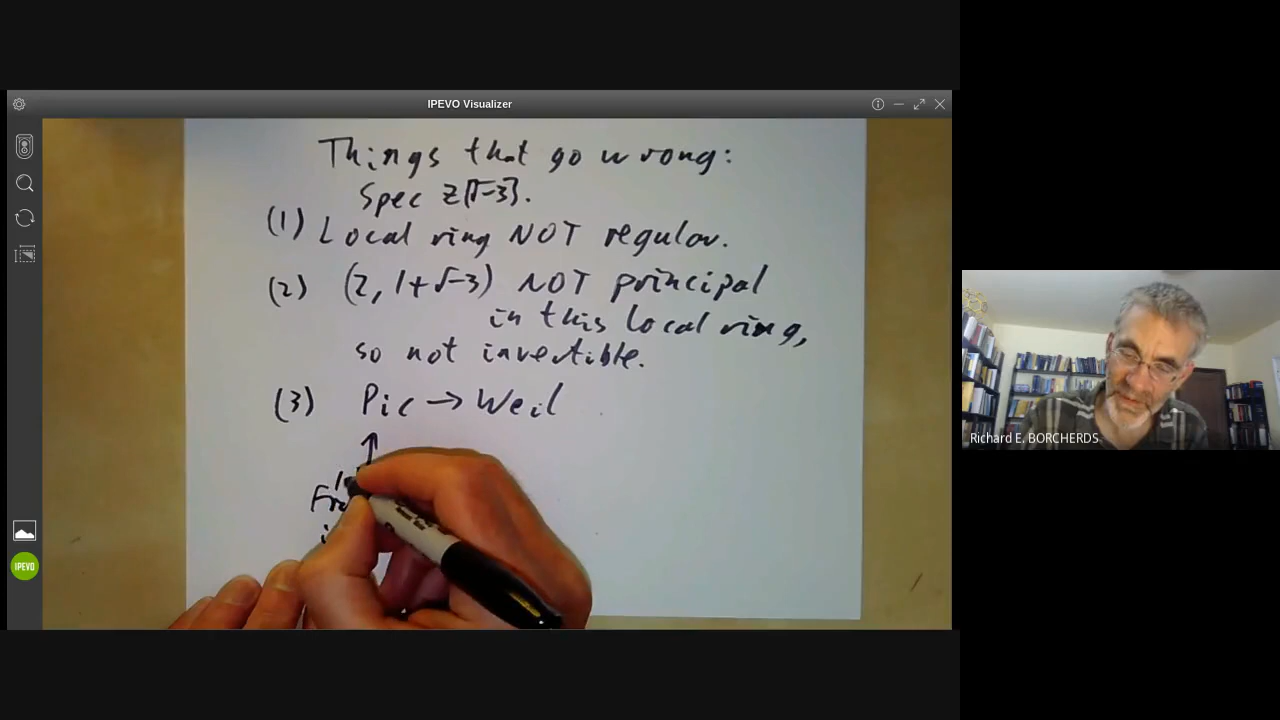 IPEVO Visualizer
Things that go wrong:
Spec Z[√-3].
(1) Local ring NOT regular.
(2) (2, 1+√-3) NOT principal
in this local ring,
so not invertible.
(3) Pic → Weil
↑
Richard E. BORCHERDS
IPEVO